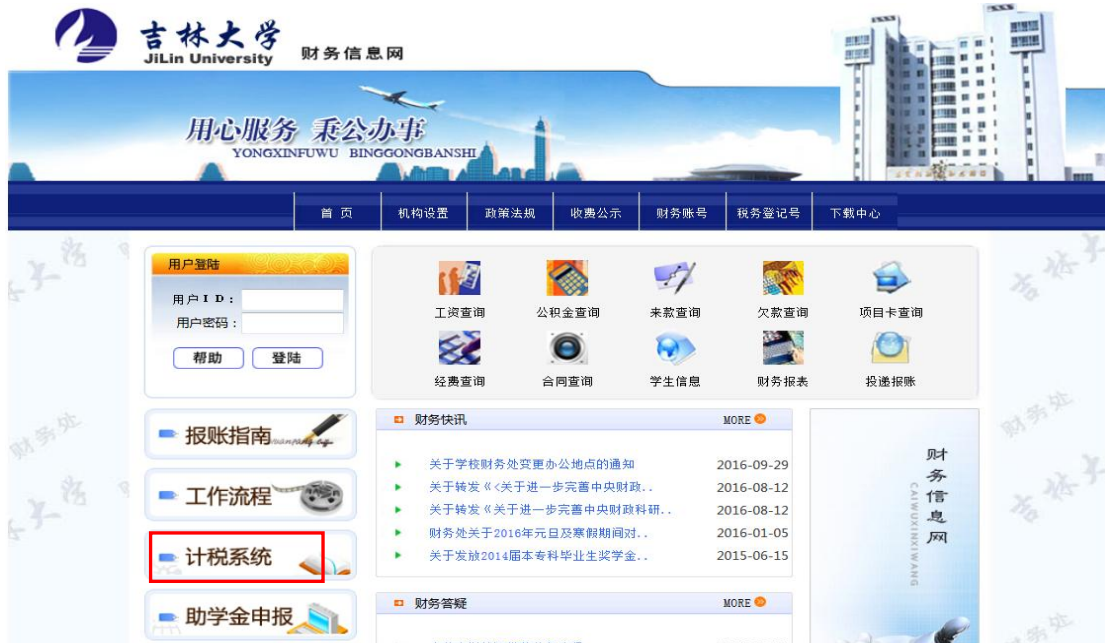 吉林大学
JiLin University
财务信息网
用心服务 秉公办事
YONGXINFUWU BINGGONGBANSHI
首 页 机构设置 政策法规 收费公示 财务账号 税务登记号 下载中心
用户登陆
用户ID:
用户密码:
帮助 登陆
工资查询 公积金查询 来款查询 欠款查询 项目卡查询
经费查询 合同查询 学生信息 财务报表 投递报账
报账指南
工作流程
计税系统
助学金申报
财务快讯 MORE
关于学校财务处变更办公地点的通知 2016-09-29
关于转发《<关于进一步完善中央财政.. 2016-08-12
关于转发《关于进一步完善中央财政科研.. 2016-08-12
财务处关于2016年元旦及寒假期间对.. 2016-01-05
关于发放2014届本专科毕业生奖学金.. 2015-06-15
财务答疑 MORE
财务信息网
CAIWUXINXIWANG
吉林大
财务处
吉林大
财务处